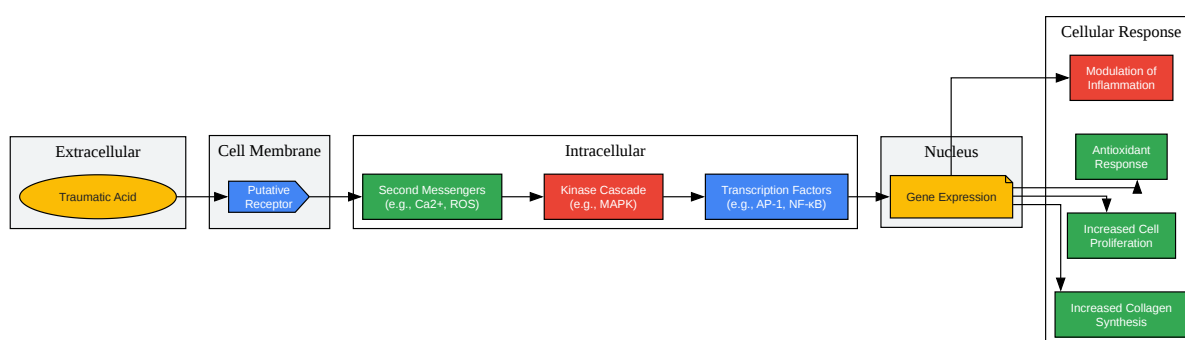 Extracellular
Traumatic Acid
Cell Membrane
Putative
Receptor
Intracellular
Second Messengers
(e.g., Ca2+, ROS)
Kinase Cascade
(e.g., MAPK)
Transcription Factors
(e.g., AP-1, NF-κB)
Nucleus
Gene Expression
Cellular Response
Modulation of
Inflammation
Antioxidant
Response
Increased Cell
Proliferation
Increased Collagen
Synthesis